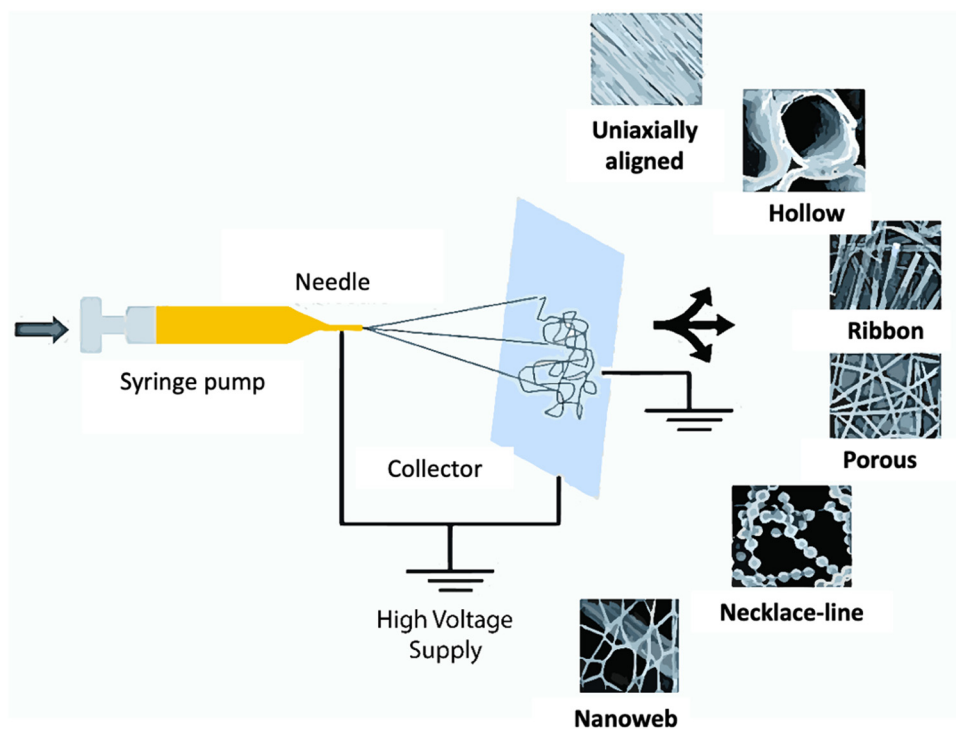 Uniaxially
aligned
Hollow
Needle
Ribbon
Syringe pump
Porous
Collector
Necklace-line
High Voltage
Supply
Nanoweb